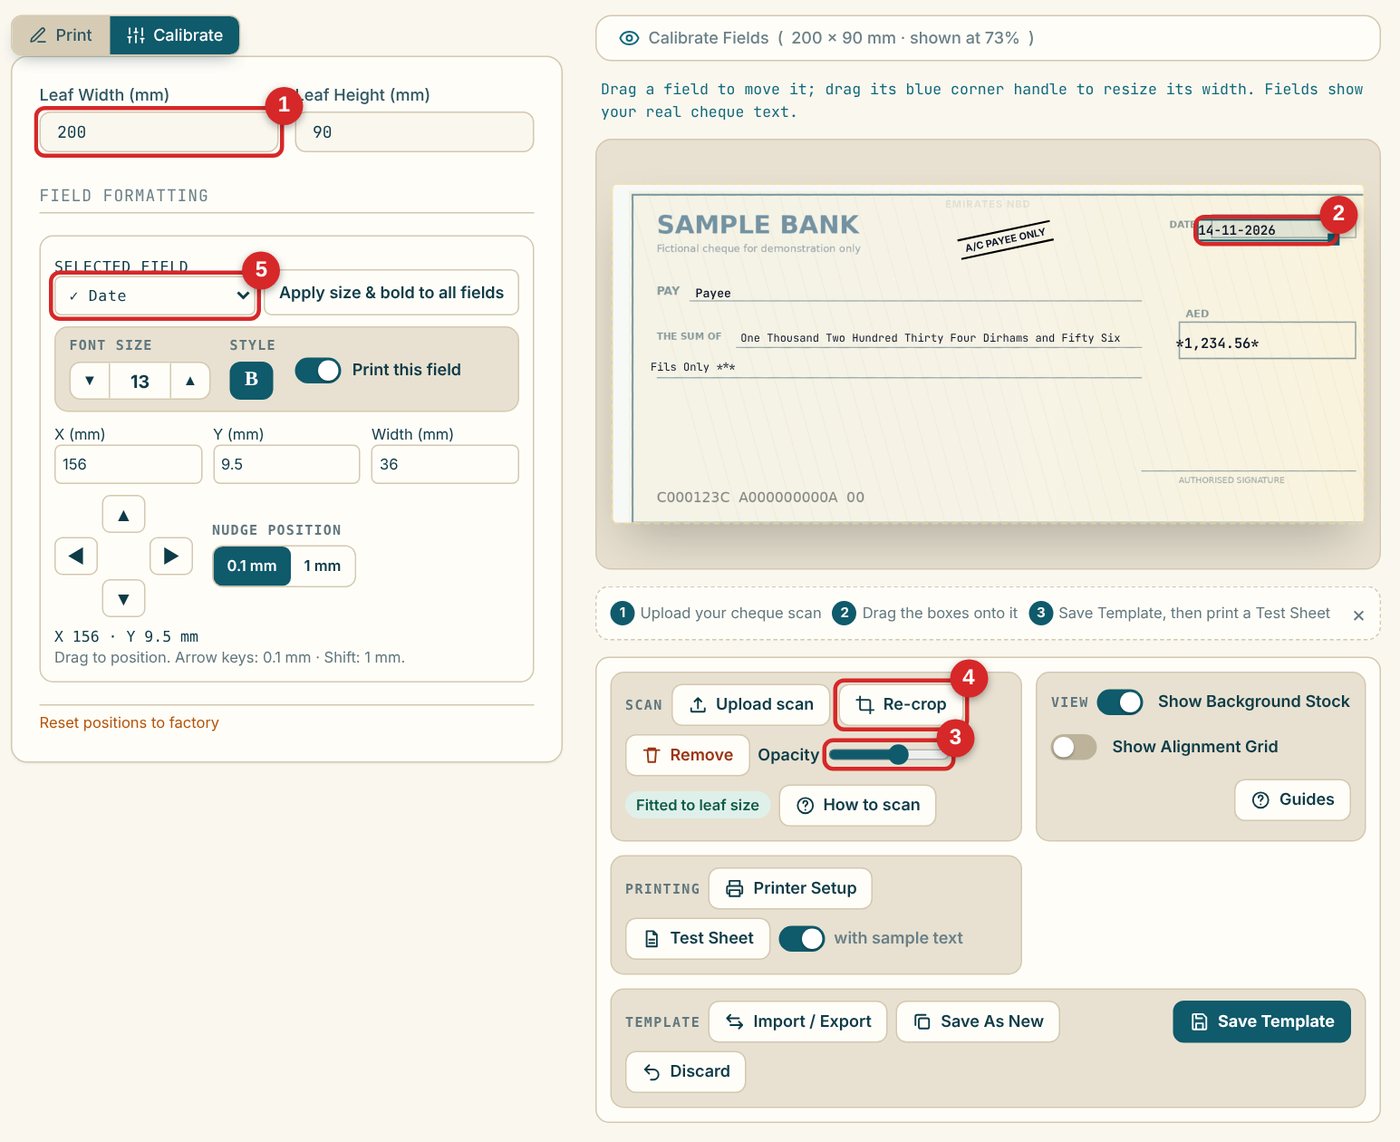 Print
Calibrate
Leaf Width (mm)
1
Leaf Height (mm)
200
90
FIELD FORMATTING
SELECTED FIELD
5
✓ Date
Apply size & bold to all fields
FONT SIZE
STYLE
▼ 13 ▲
B
Print this field
X (mm)
Y (mm)
Width (mm)
156
9.5
36
▲
◀ ▶
▼
NUDGE POSITION
0.1 mm
1 mm
X 156 · Y 9.5 mm
Drag to position. Arrow keys: 0.1 mm · Shift: 1 mm.
Reset positions to factory
Calibrate Fields ( 200 × 90 mm · shown at 73% )
Drag a field to move it; drag its blue corner handle to resize its width. Fields show
your real cheque text.
EMIRATES NBD
SAMPLE BANK
Fictional cheque for demonstration only
A/C PAYEE ONLY
DATE
14-11-2026
2
PAY
Payee
AED
THE SUM OF
One Thousand Two Hundred Thirty Four Dirhams and Fifty Six
*1,234.56*
Fils Only ***
AUTHORISED SIGNATURE
C000123C A000000000A 00
1 Upload your cheque scan
2 Drag the boxes onto it
3 Save Template, then print a Test Sheet
×
SCAN
Upload scan
Re-crop
4
Remove
Opacity
3
Fitted to leaf size
How to scan
VIEW
Show Background Stock
Show Alignment Grid
Guides
PRINTING
Printer Setup
Test Sheet
with sample text
TEMPLATE
Import / Export
Save As New
Save Template
Discard